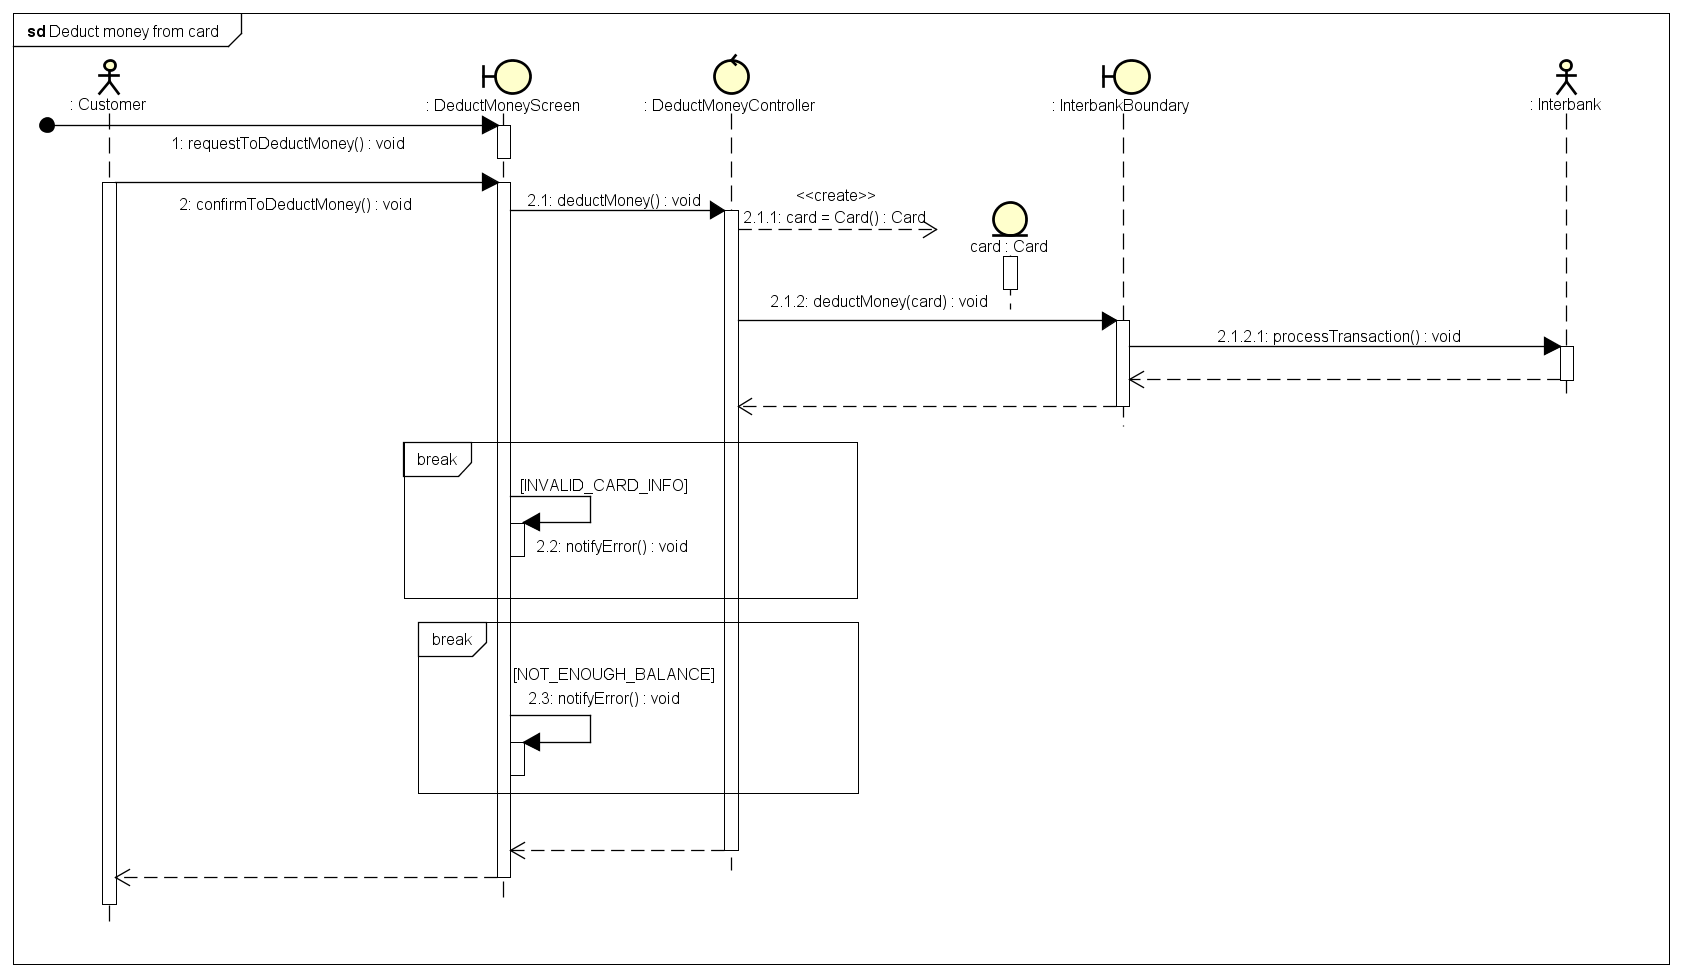 sd Deduct money from card
: Customer
: DeductMoneyScreen
: DeductMoneyController
: InterbankBoundary
: Interbank
1: requestToDeductMoney() : void
2: confirmToDeductMoney() : void
2.1: deductMoney() : void
<<create>>
2.1.1: card = Card() : Card
card : Card
2.1.2: deductMoney(card) : void
2.1.2.1: processTransaction() : void
break
[INVALID_CARD_INFO]
2.2: notifyError() : void
break
[NOT_ENOUGH_BALANCE]
2.3: notifyError() : void